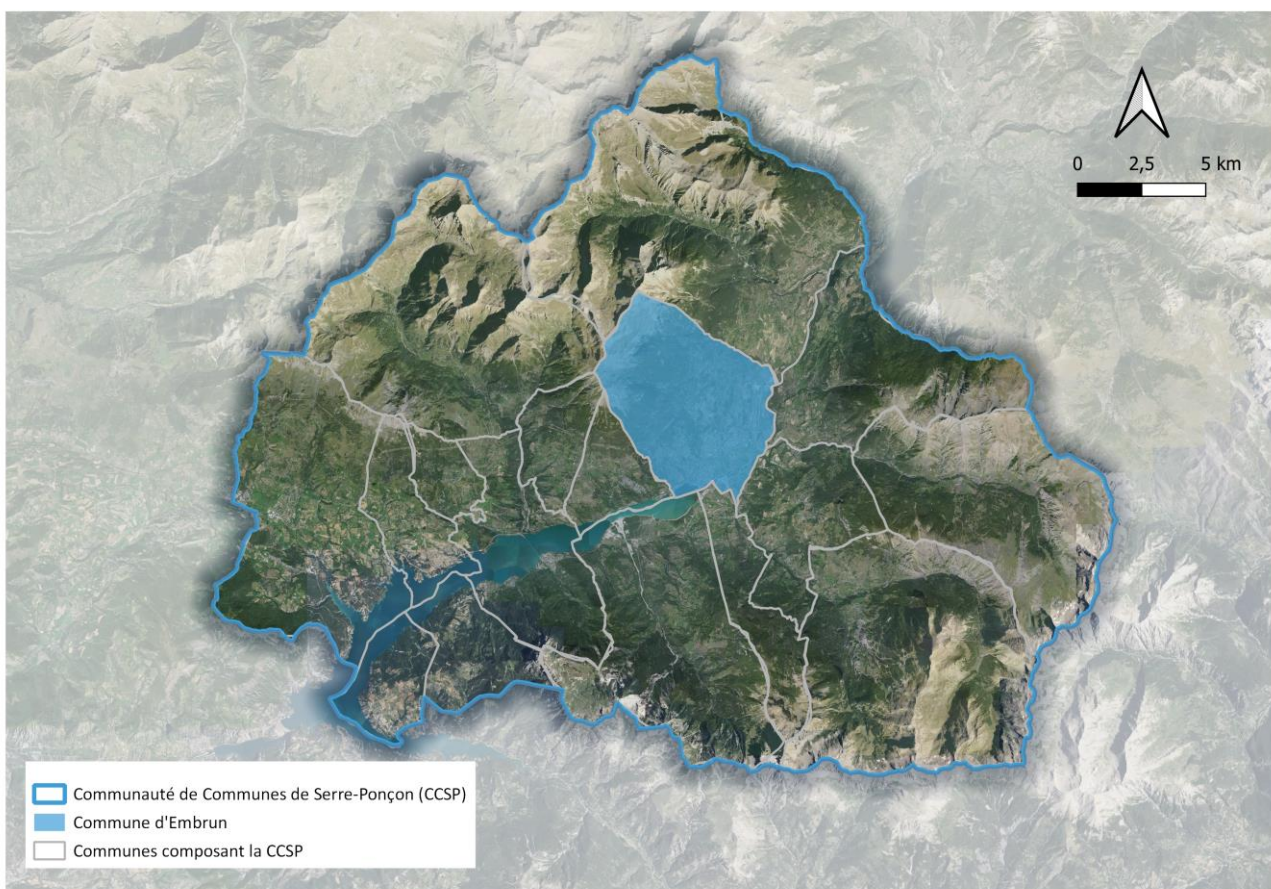 0 2,5 5 km
Communauté de Communes de Serre-Ponçon (CCSP)
Commune d'Embrun
Communes composant la CCSP